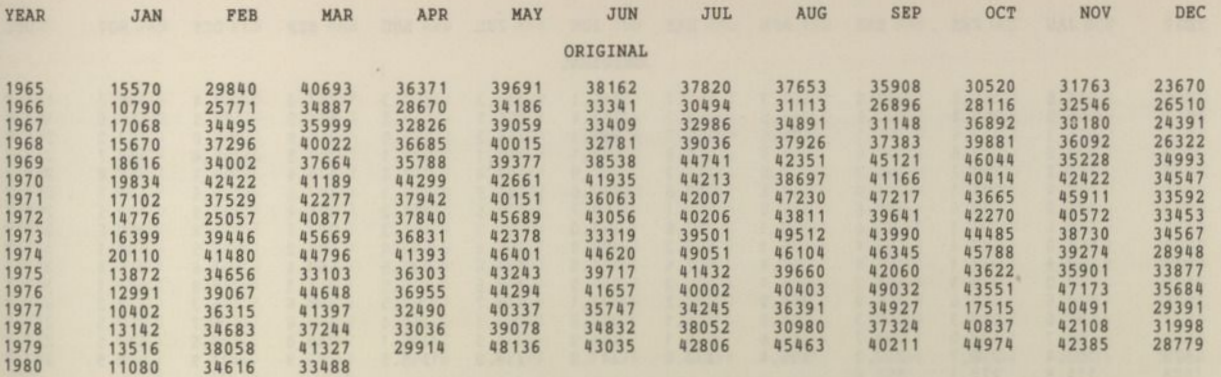 YEAR JAN FEB MAR APR MAY JUN JUL AUG SEP OCT NOV DEC
ORIGINAL
1965 15570 29840 40693 36371 39691 38162 37820 37653 35908 30520 31763 23670
1966 10790 25771 34887 28670 34186 33341 30494 31113 26896 28116 32546 26510
1967 17068 34495 35999 32826 39059 33409 32986 34891 31148 36892 38180 24391
1968 15670 37296 40022 36685 40015 32781 39036 37926 37383 39881 36092 26322
1969 18616 34002 37664 35788 39377 38538 44741 42351 45121 46044 35228 34993
1970 19834 42422 41189 44299 42661 41935 44213 38697 41166 40414 42422 34547
1971 17102 37529 42277 37942 40151 36063 42007 47230 47217 43665 45911 33592
1972 14776 25057 40877 37840 45689 43056 40206 43811 39641 42270 40572 33453
1973 16399 39446 45669 36831 42378 33319 39501 49512 43990 44485 38730 34567
1974 20110 41480 44796 41393 46401 44620 49051 46104 46345 45788 39274 28948
1975 13872 34656 33103 36303 43243 39717 41432 39660 42060 43622 35901 33877
1976 12991 39067 44648 36955 44294 41657 40002 40403 49032 43551 47173 35684
1977 10402 36315 41397 32490 40337 35747 34245 36391 34927 17515 40491 29391
1978 13142 34683 37244 33036 39078 34832 38052 30980 37324 40837 42108 31998
1979 13516 38058 41327 29914 48136 43035 42806 45463 40211 44974 42385 28779
1980 11080 34616 33488